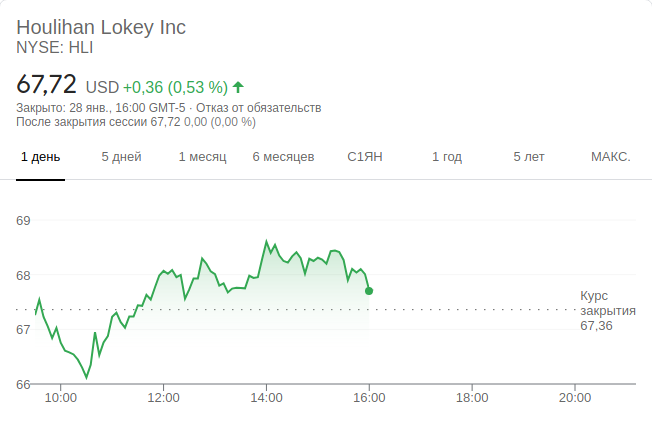 Houlihan Lokey Inc
NYSE: HLI
67,72 USD +0,36 (0,53 %)
Закрыто: 28 янв., 16:00 GMT-5 · Отказ от обязательств
После закрытия сессии 67,72 0,00 (0,00 %)
1 день 5 дней 1 месяц 6 месяцев С1ЯН 1 год 5 лет МАКС.
69
68
Курс
закрытия
67,36
67
66
10:00 12:00 14:00 16:00 18:00 20:00